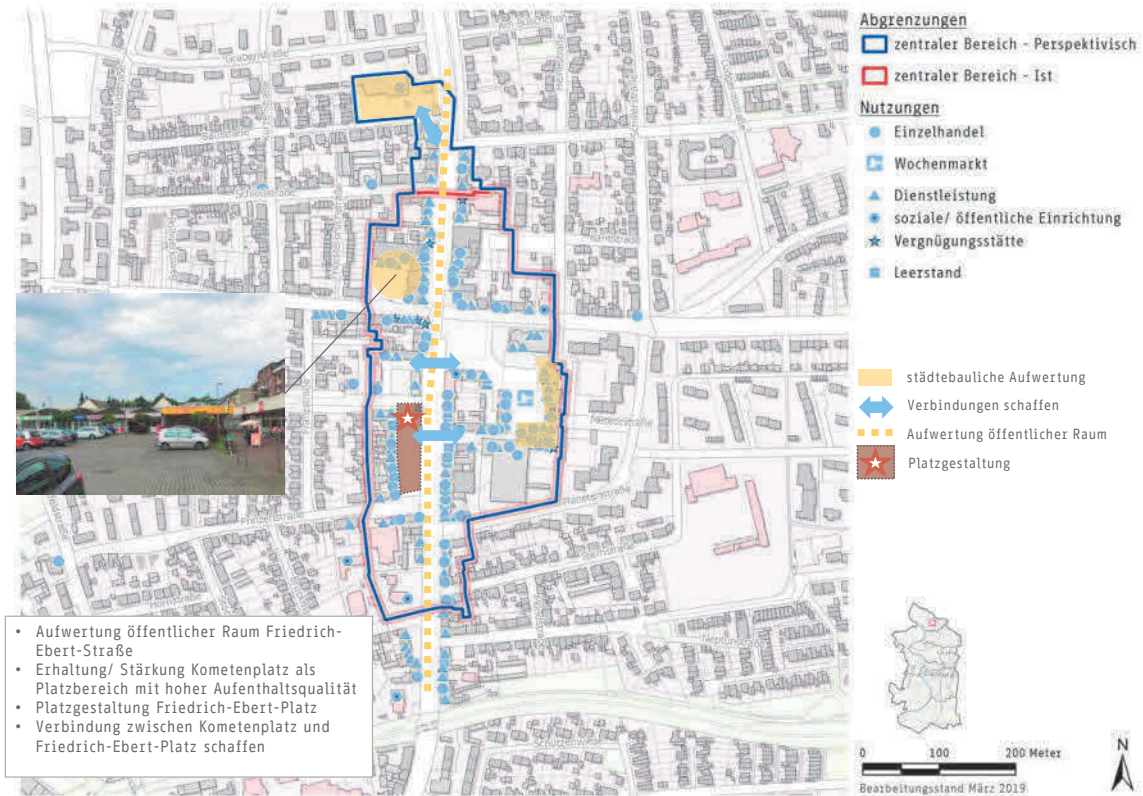 Abgrenzungen
zentraler Bereich - Perspektivisch
zentraler Bereich - Ist
Nutzungen
Einzelhandel
Wochenmarkt
Dienstleistung
soziale/ öffentliche Einrichtung
Vergnügungsstätte
Leerstand
städtebauliche Aufwertung
Verbindungen schaffen
Aufwertung öffentlicher Raum
Platzgestaltung
Planetenstraße
• Aufwertung öffentlicher Raum Friedrich-
Ebert-Straße
• Erhaltung/ Stärkung Kometenplatz als
Platzbereich mit hoher Aufenthaltsqualität
• Platzgestaltung Friedrich-Ebert-Platz
• Verbindung zwischen Kometenplatz und
Friedrich-Ebert-Platz schaffen
0 100 200 Meter
N
Bearbeitungsstand März 2019